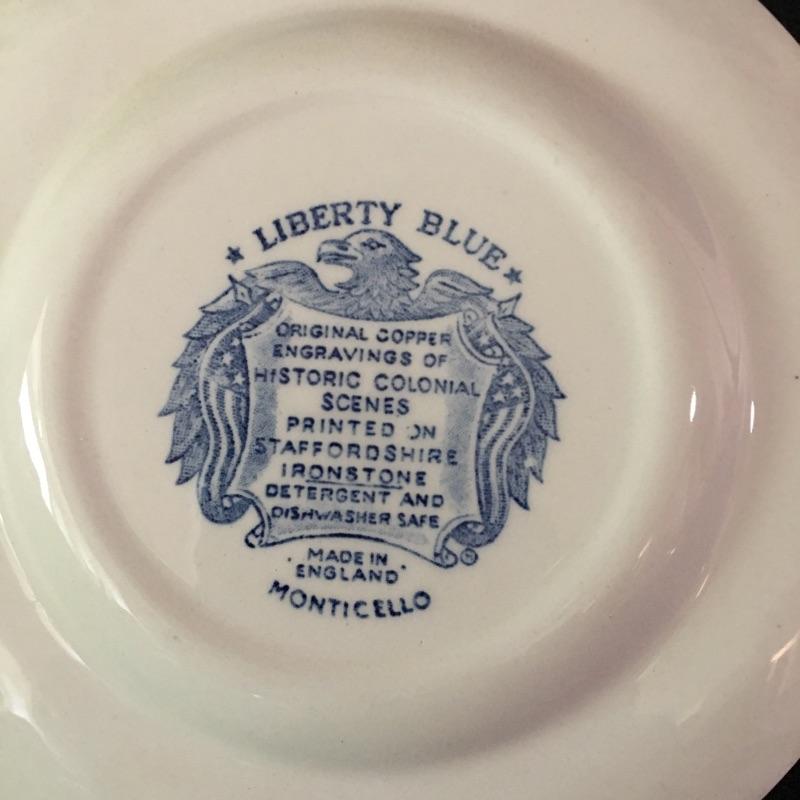 ★ LIBERTY BLUE ★
ORIGINAL COPPER
ENGRAVINGS OF
HISTORIC COLONIAL
SCENES
PRINTED ON
STAFFORDSHIRE
IRONSTONE
DETERGENT AND
DISHWASHER SAFE
®
MADE IN
ENGLAND
MONTICELLO